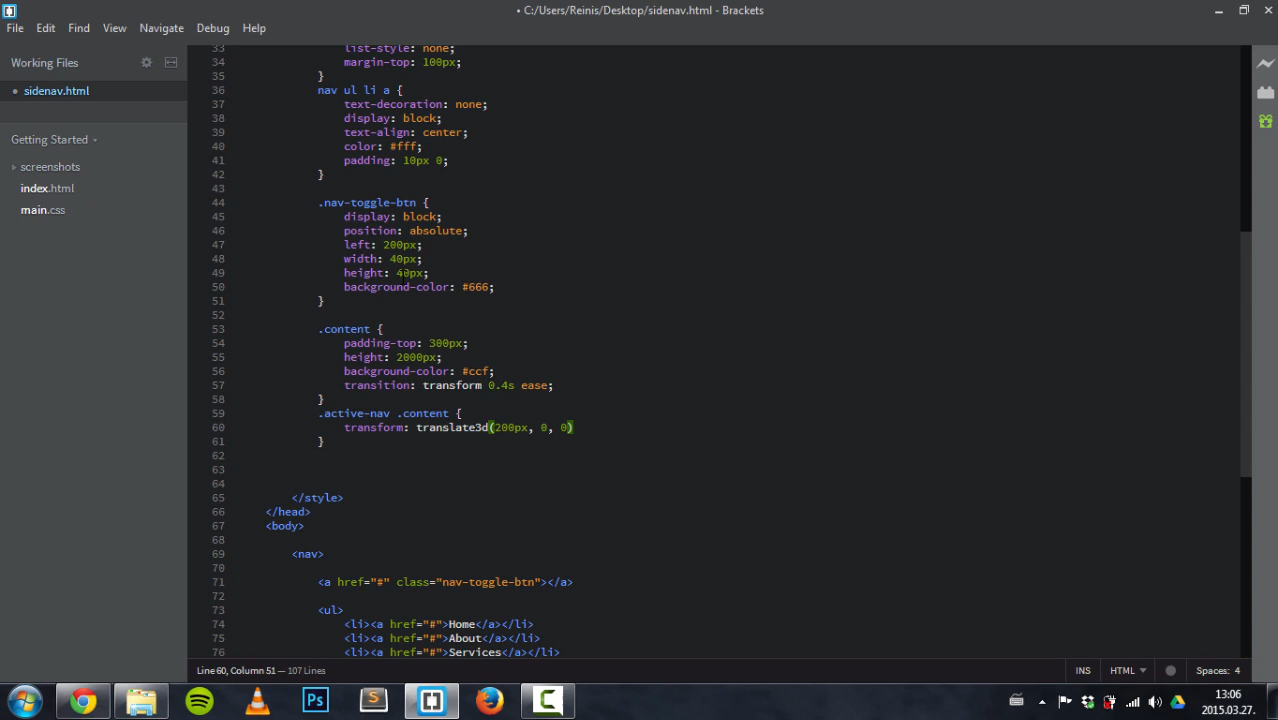 • C:/Users/Reinis/Desktop/sidenav.html - Brackets
File Edit Find View Navigate Debug Help
Working Files
• sidenav.html
Getting Started
screenshots
index.html
main.css
33 list-style: none;
34 margin-top: 100px;
35 }
36 nav ul li a {
37 text-decoration: none;
38 display: block;
39 text-align: center;
40 color: #fff;
41 padding: 10px 0;
42 }
43
44 .nav-toggle-btn {
45 display: block;
46 position: absolute;
47 left: 200px;
48 width: 40px;
49 height: 40px;
50 background-color: #666;
51 }
52
53 .content {
54 padding-top: 300px;
55 height: 2000px;
56 background-color: #ccf;
57 transition: transform 0.4s ease;
58 }
59 .active-nav .content {
60 transform: translate3d(200px, 0, 0)
61 }
62
63
64
65 </style>
66 </head>
67 <body>
68
69 <nav>
70
71 <a href="#" class="nav-toggle-btn"></a>
72
73 <ul>
74 <li><a href="#">Home</a></li>
75 <li><a href="#">About</a></li>
76 <li><a href="#">Services</a></li>
Line 60, Column 51 — 107 Lines
INS HTML Spaces: 4
Ps
S
C
13:06
2015.03.27.